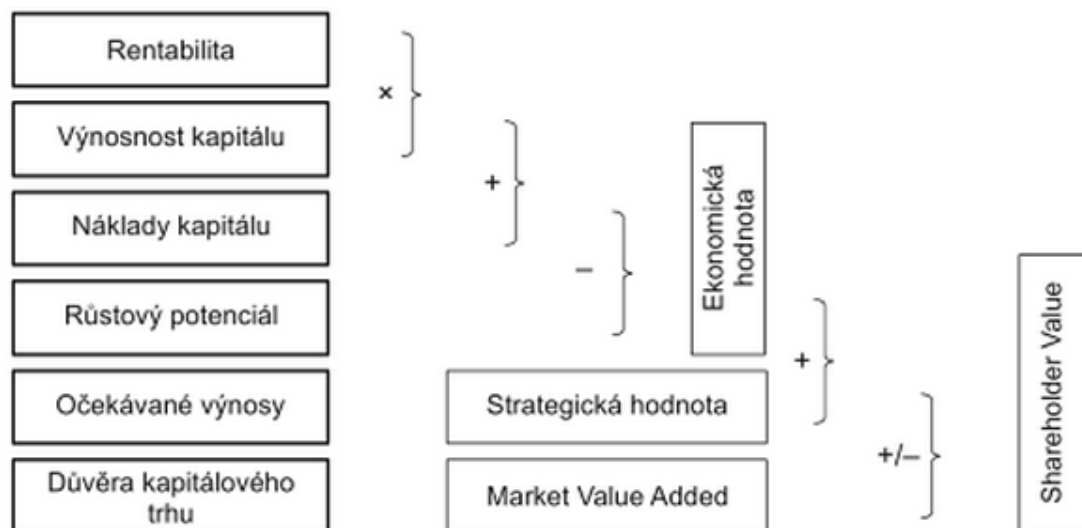 Rentabilita
×
Výnosnost kapitálu
+
Náklady kapitálu
–
Ekonomická
hodnota
Růstový potenciál
+
Očekávané výnosy
Strategická hodnota
+/–
Důvěra kapitálového
trhu
Market Value Added
Shareholder Value